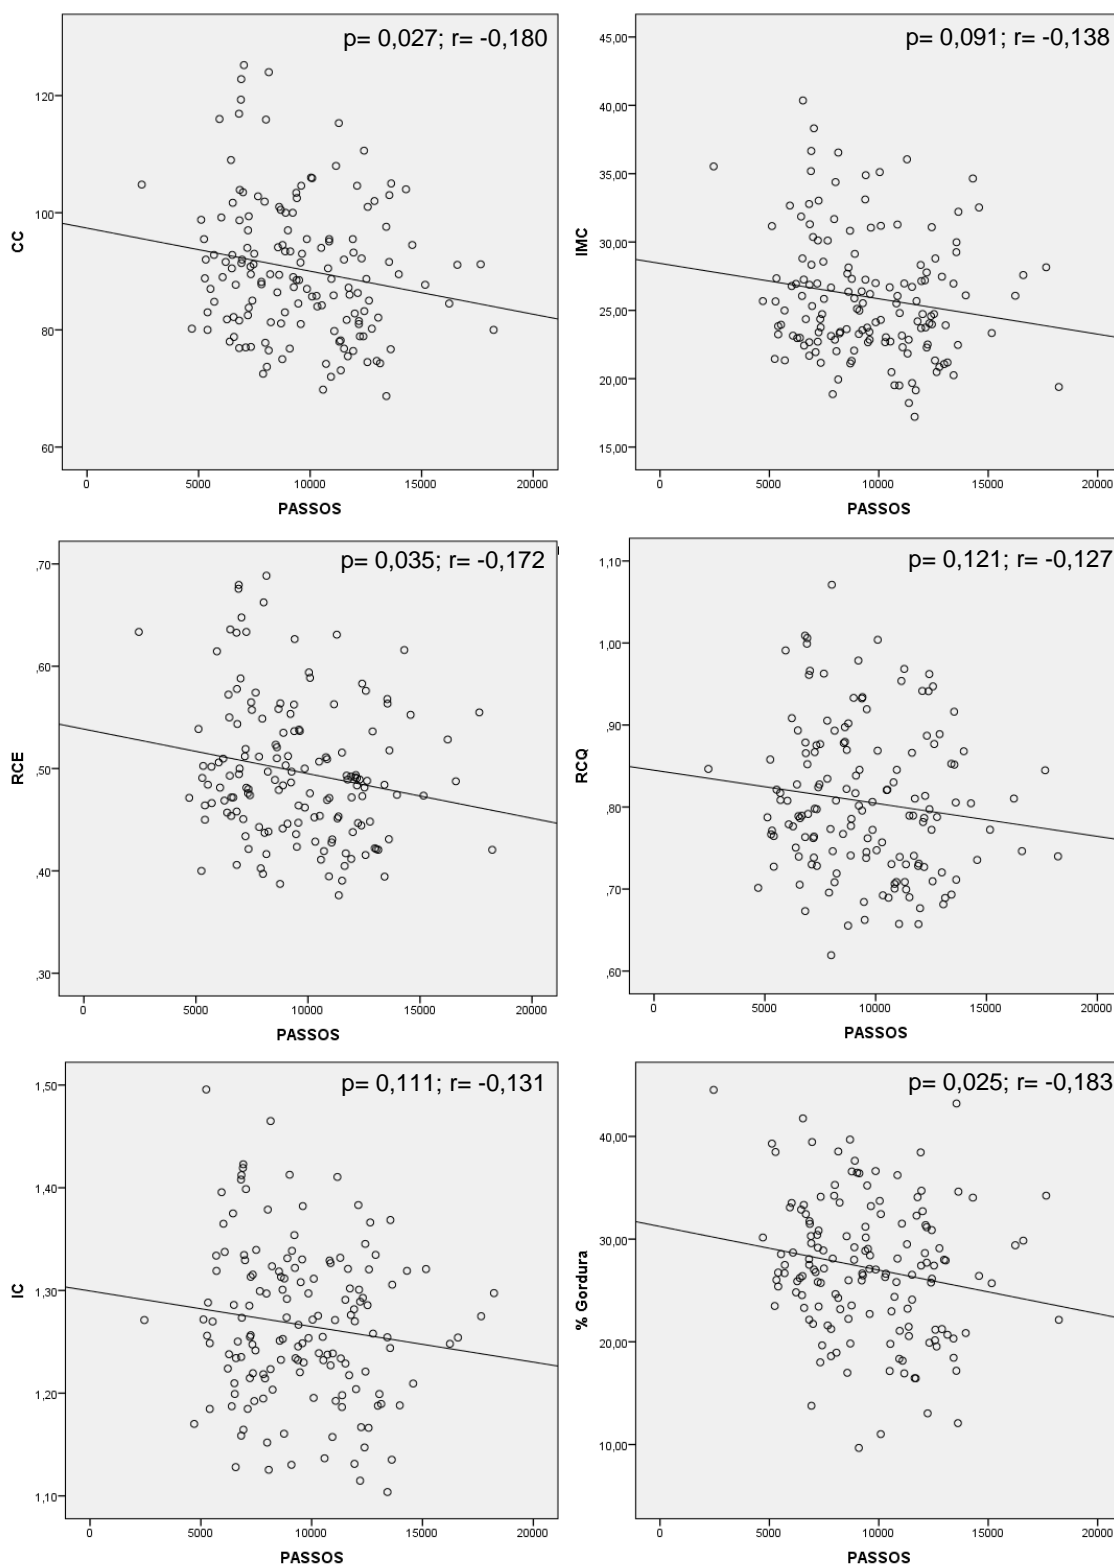 p= 0,027; r= -0,180
120
100
80
60
CC
0 5000 10000 15000 20000
PASSOS
p= 0,091; r= -0,138
45,00
40,00
35,00
30,00
25,00
20,00
15,00
IMC
0 5000 10000 15000 20000
PASSOS
p= 0,035; r= -0,172
,70
,60
,50
,40
,30
RCE
0 5000 10000 15000 20000
PASSOS
p= 0,121; r= -0,127
1,10
1,00
,90
,80
,70
,60
RCQ
0 5000 10000 15000 20000
PASSOS
p= 0,111; r= -0,131
1,50
1,40
1,30
1,20
1,10
IC
0 5000 10000 15000 20000
PASSOS
p= 0,025; r= -0,183
40,00
30,00
20,00
10,00
% Gordura
0 5000 10000 15000 20000
PASSOS